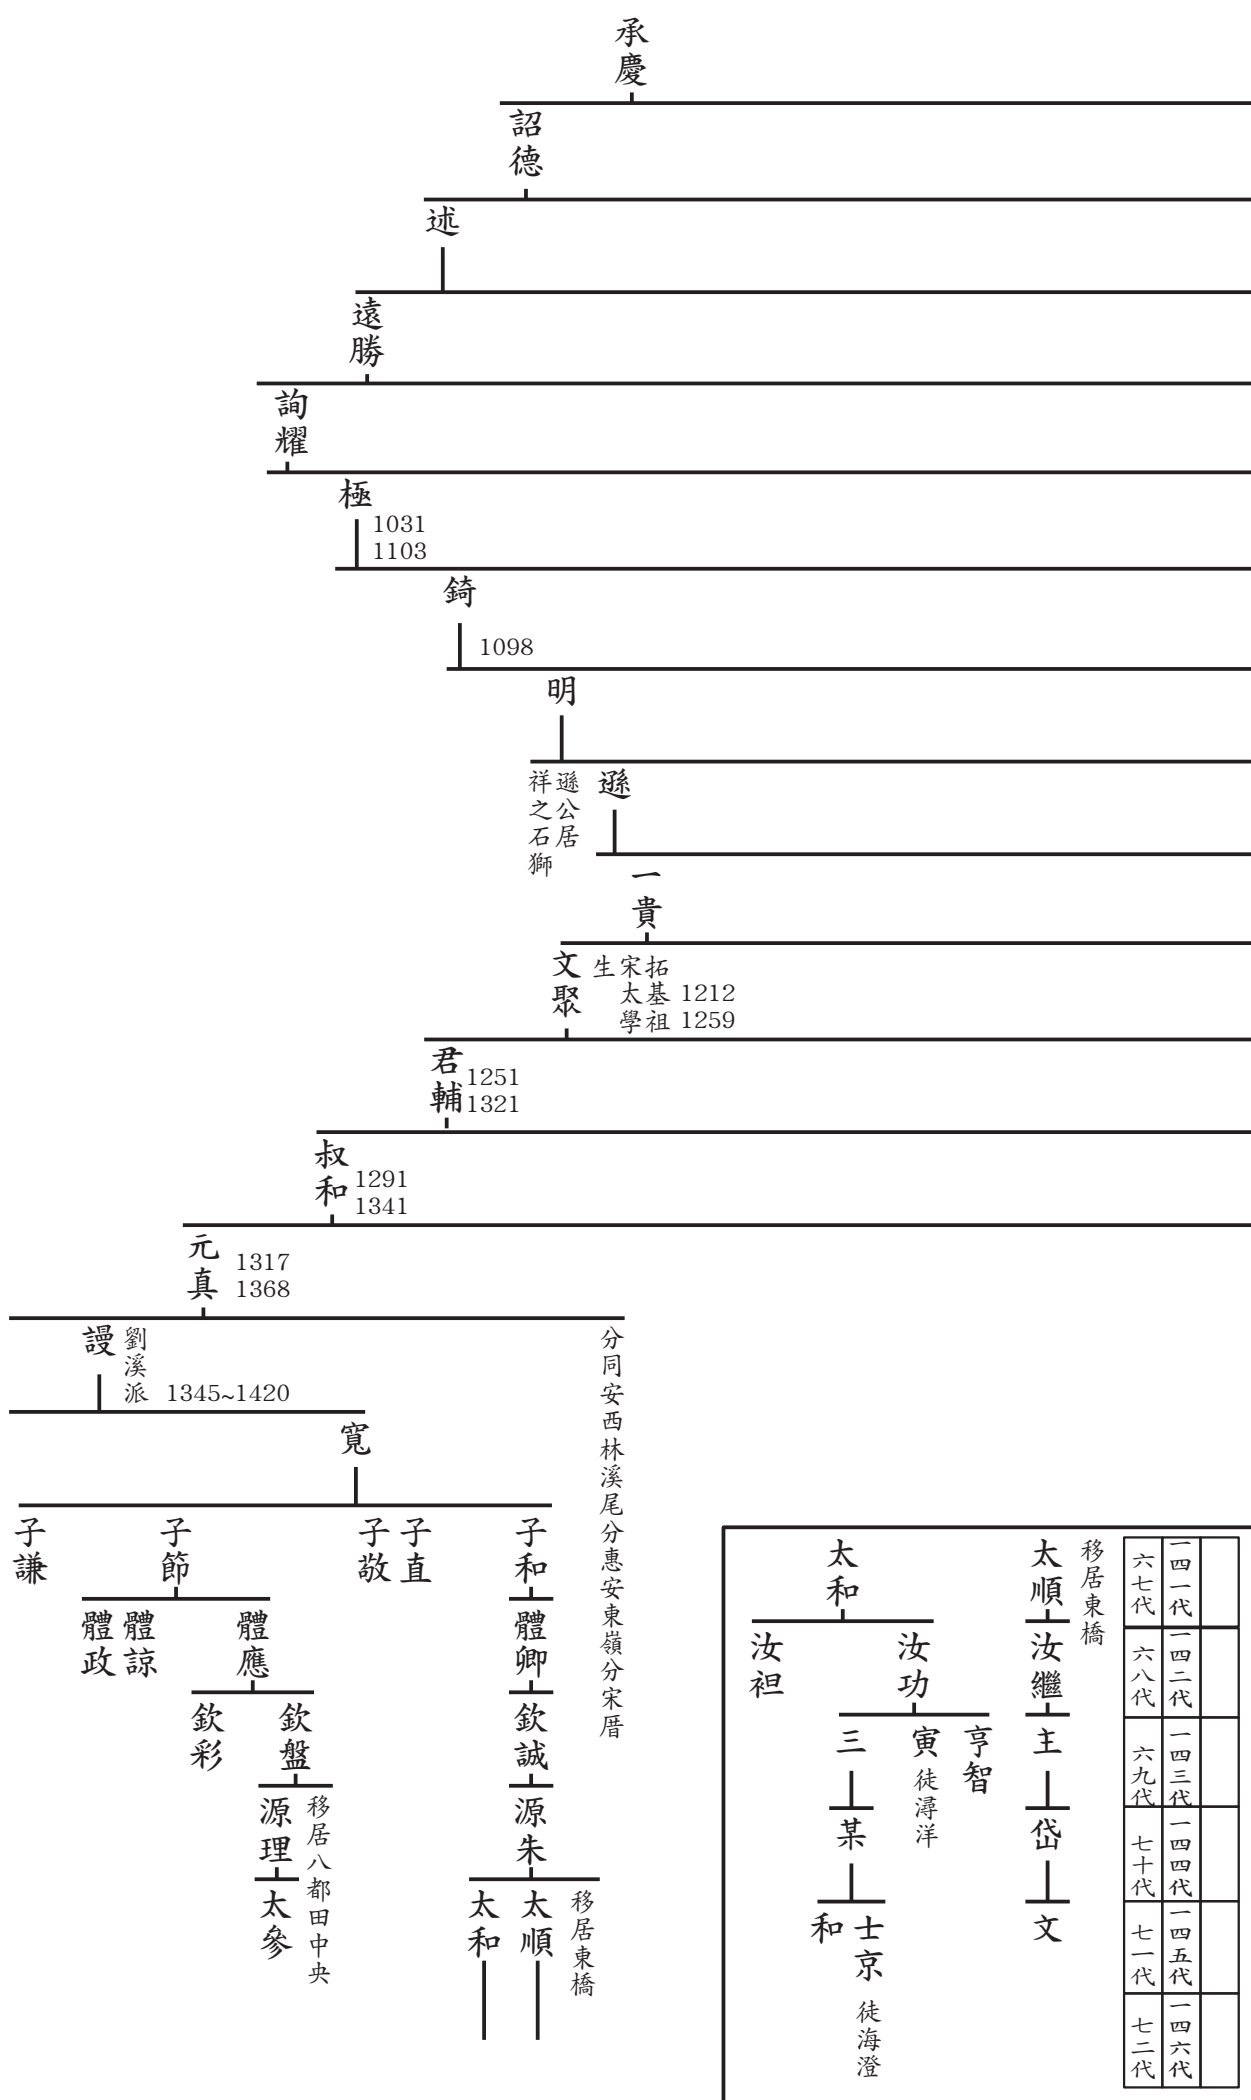 承慶
詔德
述
遠勝
詢耀
極
1031
1103
錡
1098
明
遜
遜公居
祥之石獅
一貴
文聚
拓基祖
宋太學
生
1212
1259
君輔
1251
1321
叔和
1291
1341
元真
1317
1368
謾
劉溪派
1345~1420
分同安西林溪尾分惠安東嶺分宋厝
寬
子和
子直
子敬
子節
子謙
體卿
體應
體諒
體政
欽誠
欽盤
欽彩
源朱
源理
移居八都田中央
太順
移居東橋
太和
太參
一四一代
六七代
一四二代
六八代
一四三代
六九代
一四四代
七十代
一四五代
七一代
一四六代
七二代
移居東橋
太順
太和
汝繼
汝功
汝袒
主
亨智
寅
徒潯洋
三
岱
某
文
士京
徒海澄
和